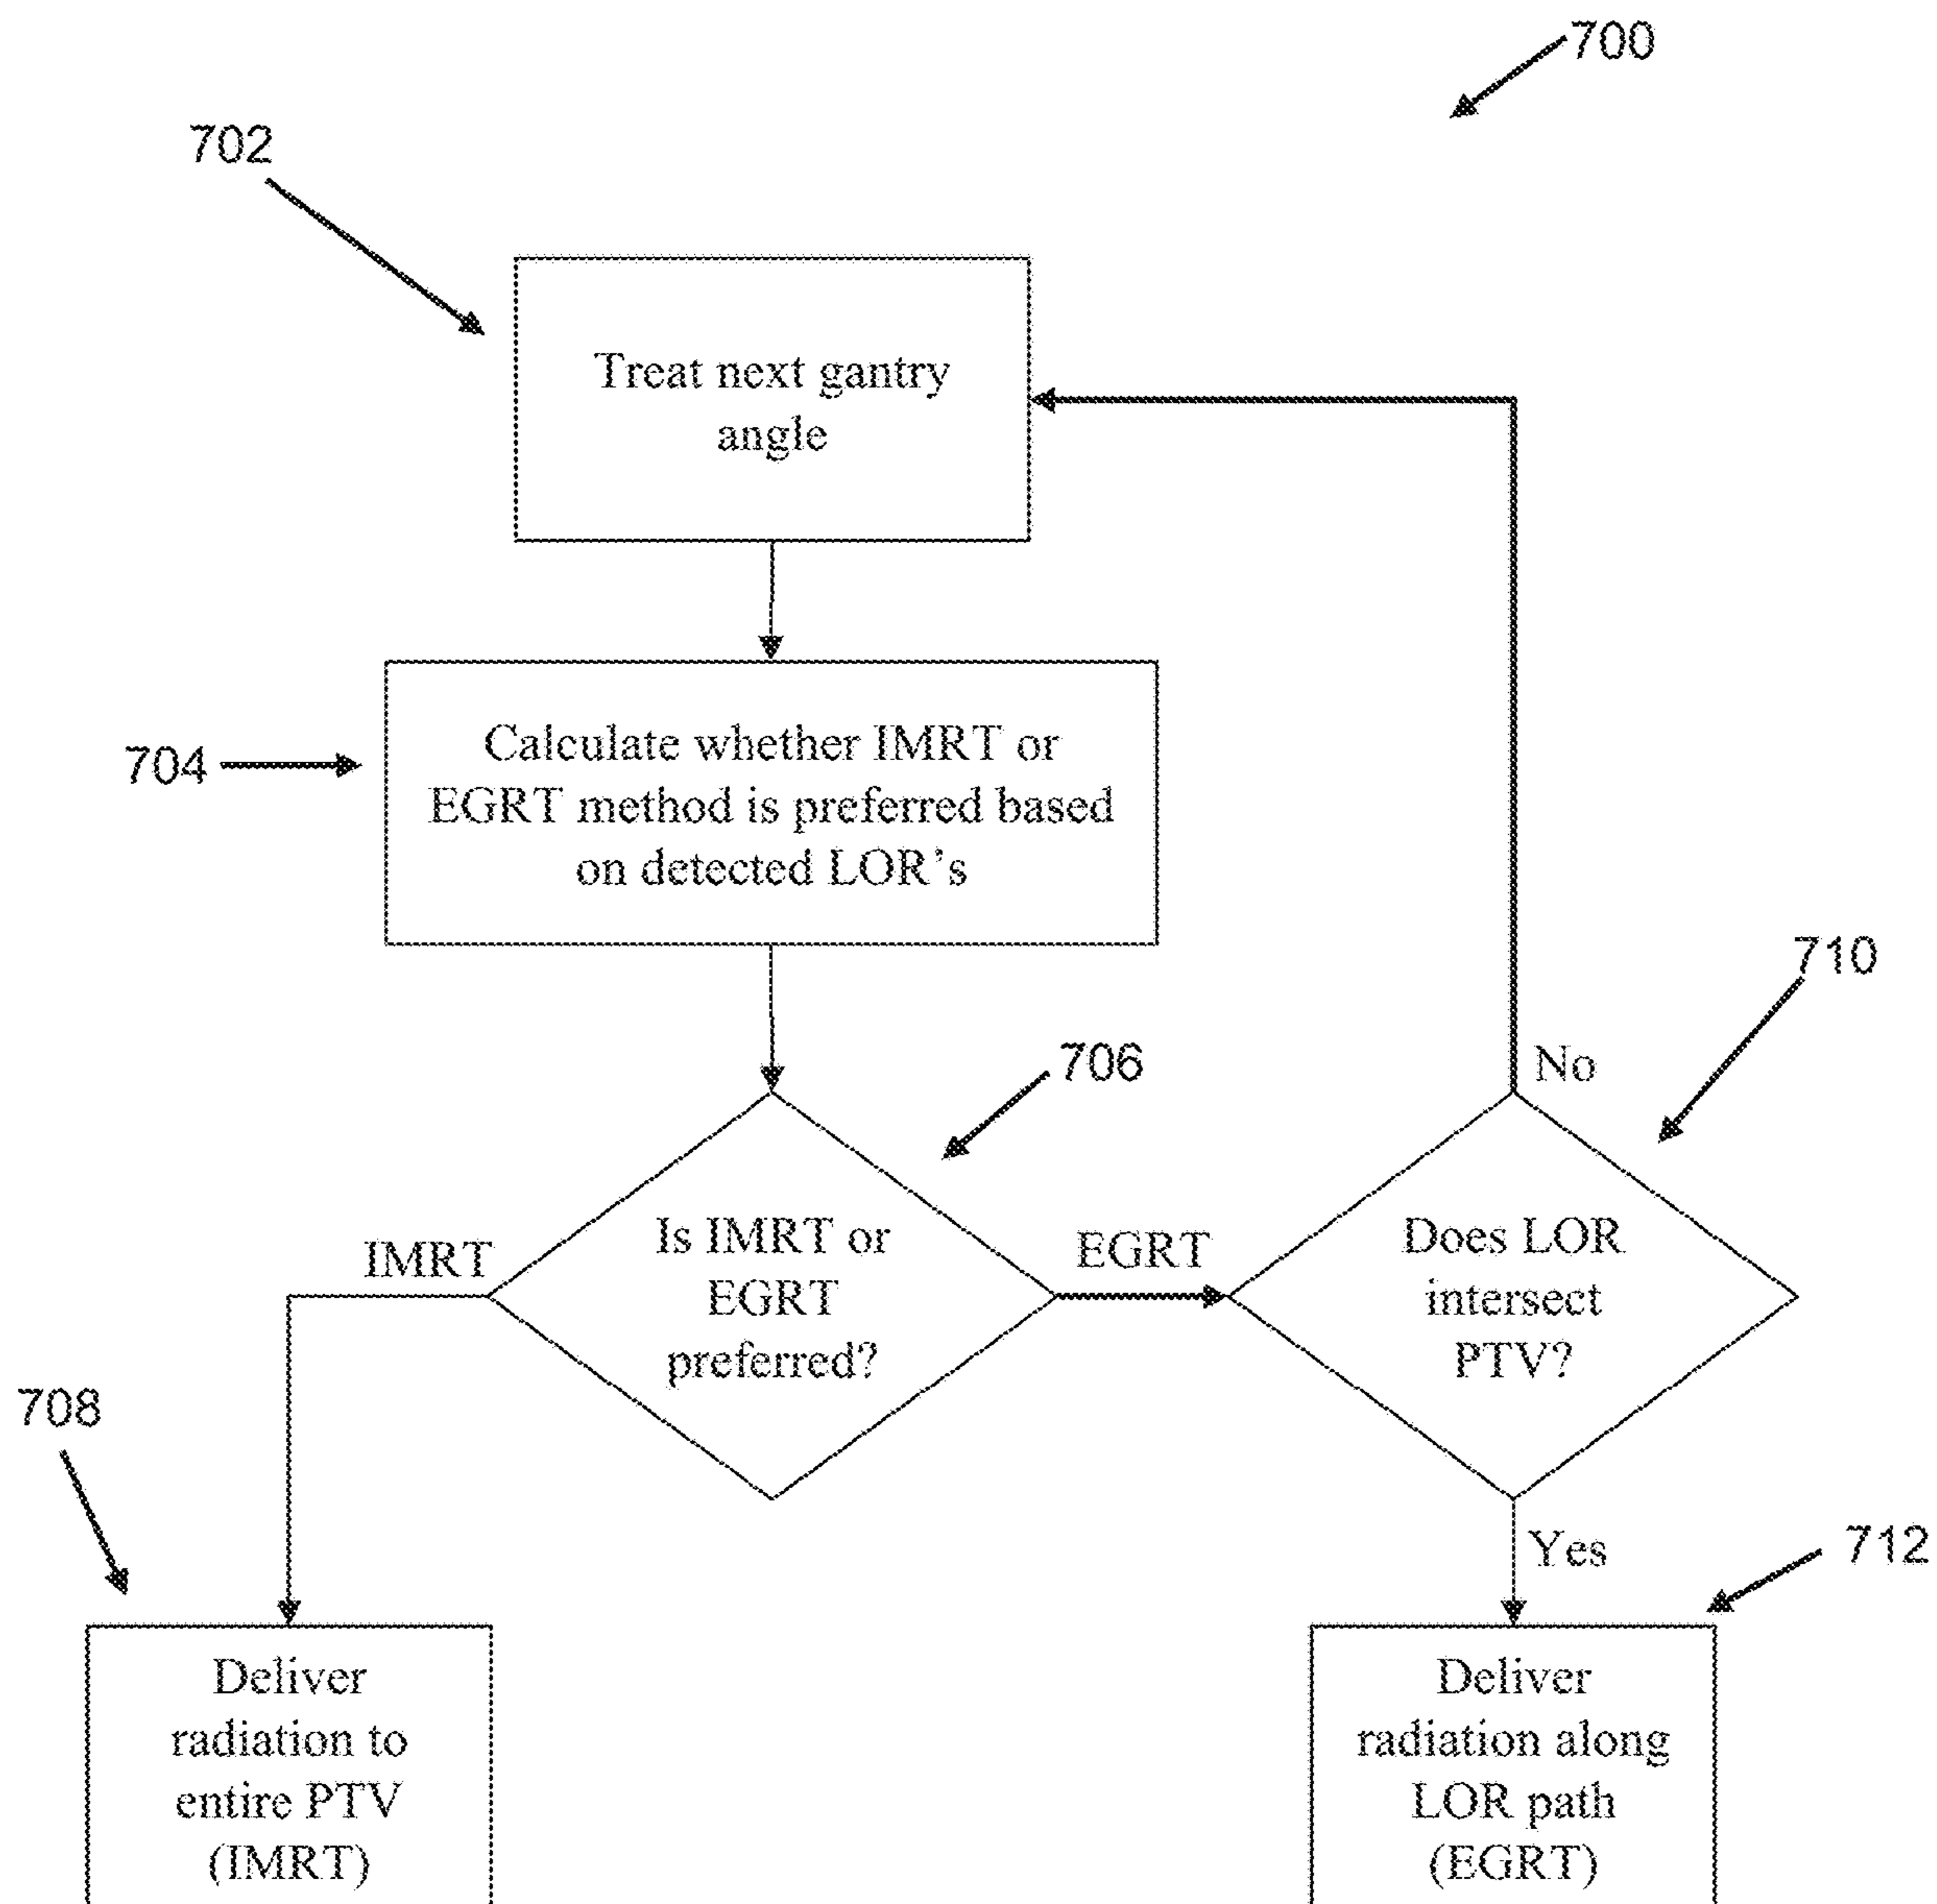 700
702
Treat next gantry
angle
704
Calculate whether IMRT or
EGRT method is preferred based
on detected LOR's
710
706
No
IMRT
Is IMRT or
EGRT
preferred?
EGRT
Does LOR
intersect
PTV?
708
Yes
712
Deliver
radiation to
entire PTV
(IMRT)
Deliver
radiation along
LOR path
(EGRT)